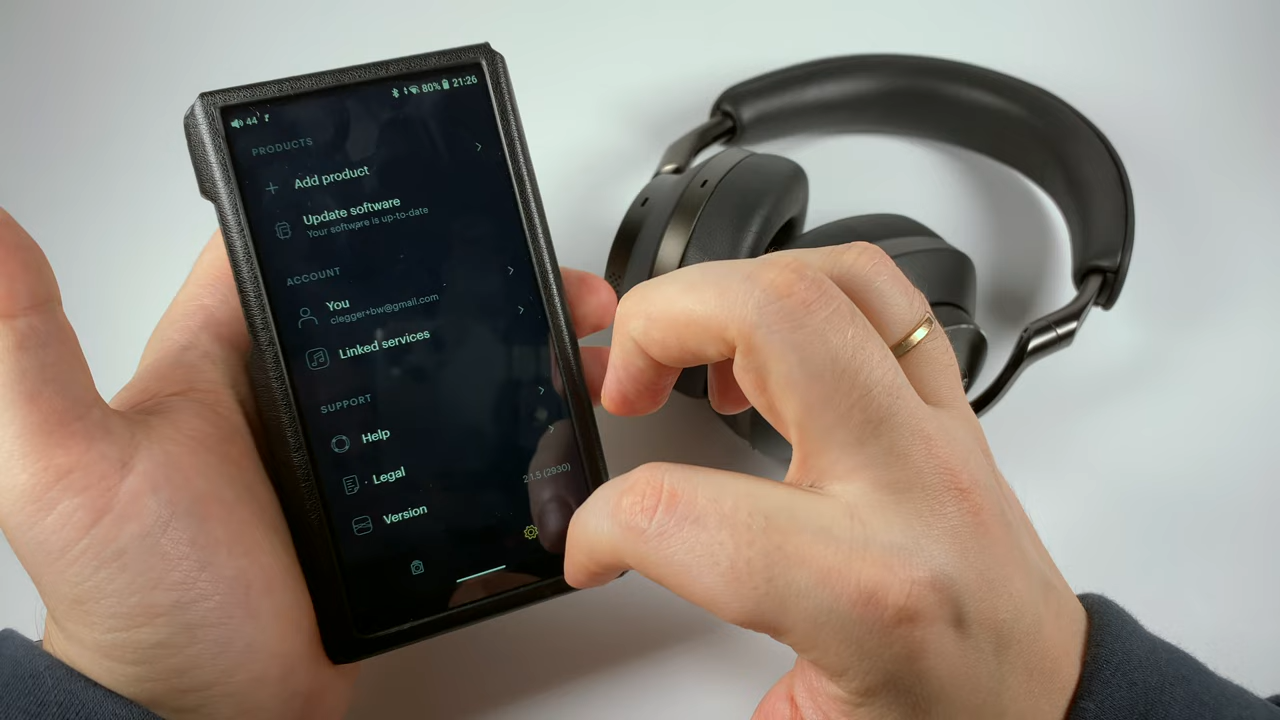 44
80% 21:26
PRODUCTS
Add product
Update software
Your software is up-to-date
ACCOUNT
You
clegger+bw@gmail.com
Linked services
SUPPORT
Help
Legal
Version
2.1.5 (2930)